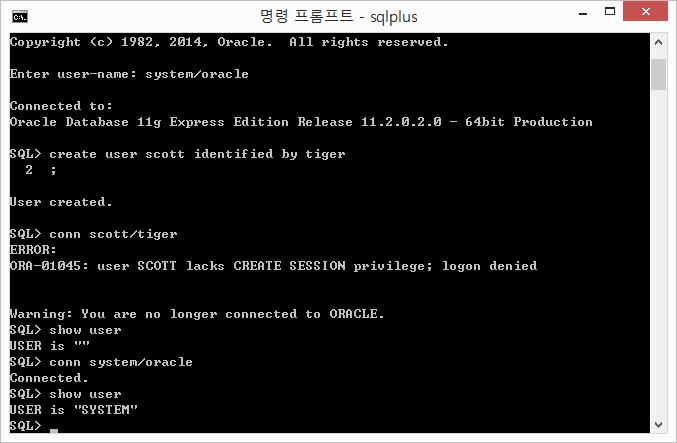 명령 프롬프트 - sqlplus
Copyright (c) 1982, 2014, Oracle.  All rights reserved.
Enter user-name: system/oracle
Connected to:
Oracle Database 11g Express Edition Release 11.2.0.2.0 - 64bit Production
SQL> create user scott identified by tiger
  2  ;
User created.
SQL> conn scott/tiger
ERROR:
ORA-01045: user SCOTT lacks CREATE SESSION privilege; logon denied
Warning: You are no longer connected to ORACLE.
SQL> show user
USER is ""
SQL> conn system/oracle
Connected.
SQL> show user
USER is "SYSTEM"
SQL>